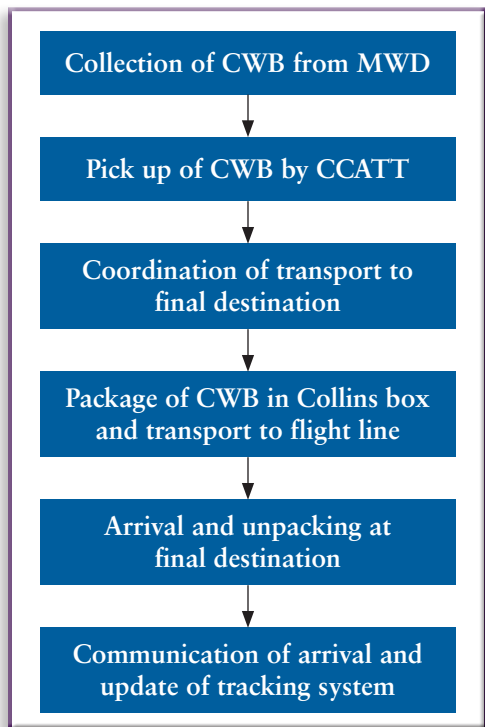 Collection of CWB from MWD
Pick up of CWB by CCATT
Coordination of transport to
final destination
Package of CWB in Collins box
and transport to flight line
Arrival and unpacking at
final destination
Communication of arrival and
update of tracking system